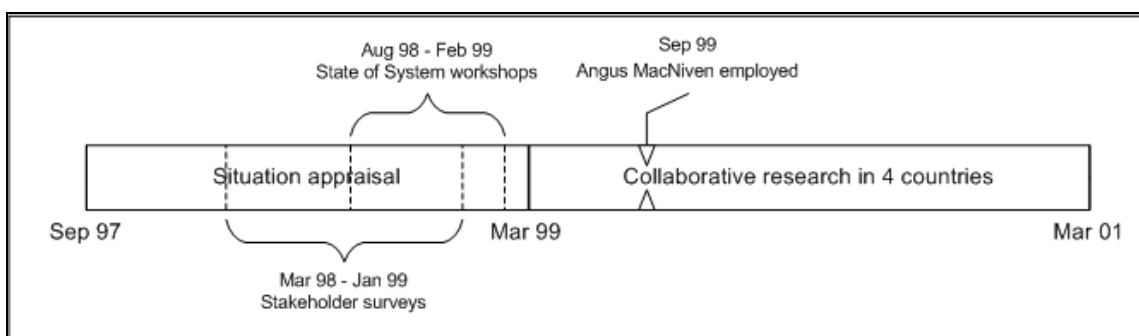 Aug 98 - Feb 99
State of System workshops
Sep 99
Angus MacNiven employed
Situation appraisal
Collaborative research in 4 countries
Sep 97
Mar 99
Mar 01
Mar 98 - Jan 99
Stakeholder surveys